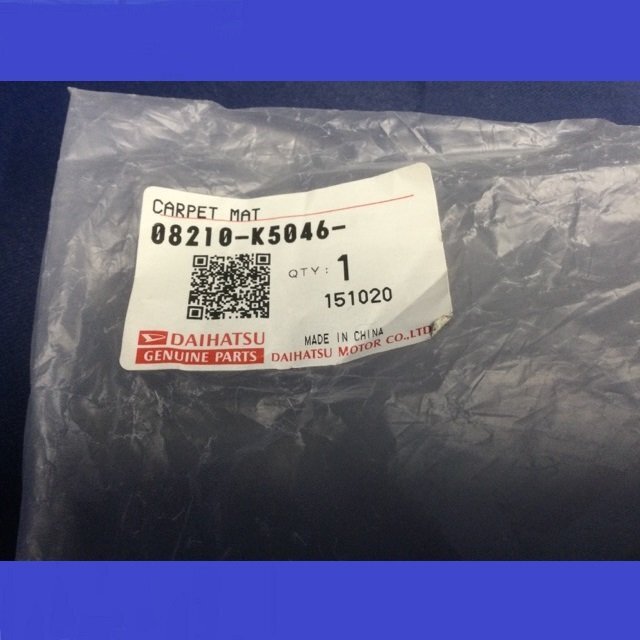 CARPET MAT
08210-K5046-
QTY: 1
151020
DAIHATSU
GENUINE PARTS
MADE IN CHINA
DAIHATSU MOTOR CO.,LTD.